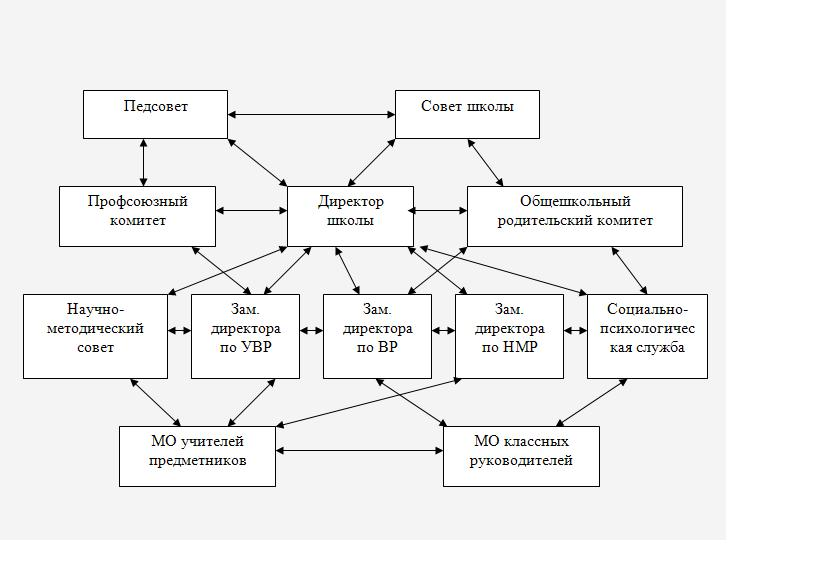 Педсовет
Совет школы
Профсоюзный
комитет
Директор
школы
Общешкольный
родительский комитет
Научно-
методический
совет
Зам.
директора
по УВР
Зам.
директора
по ВР
Зам.
директора
по НМР
Социально-
психологичес
кая служба
МО учителей
предметников
МО классных
руководителей